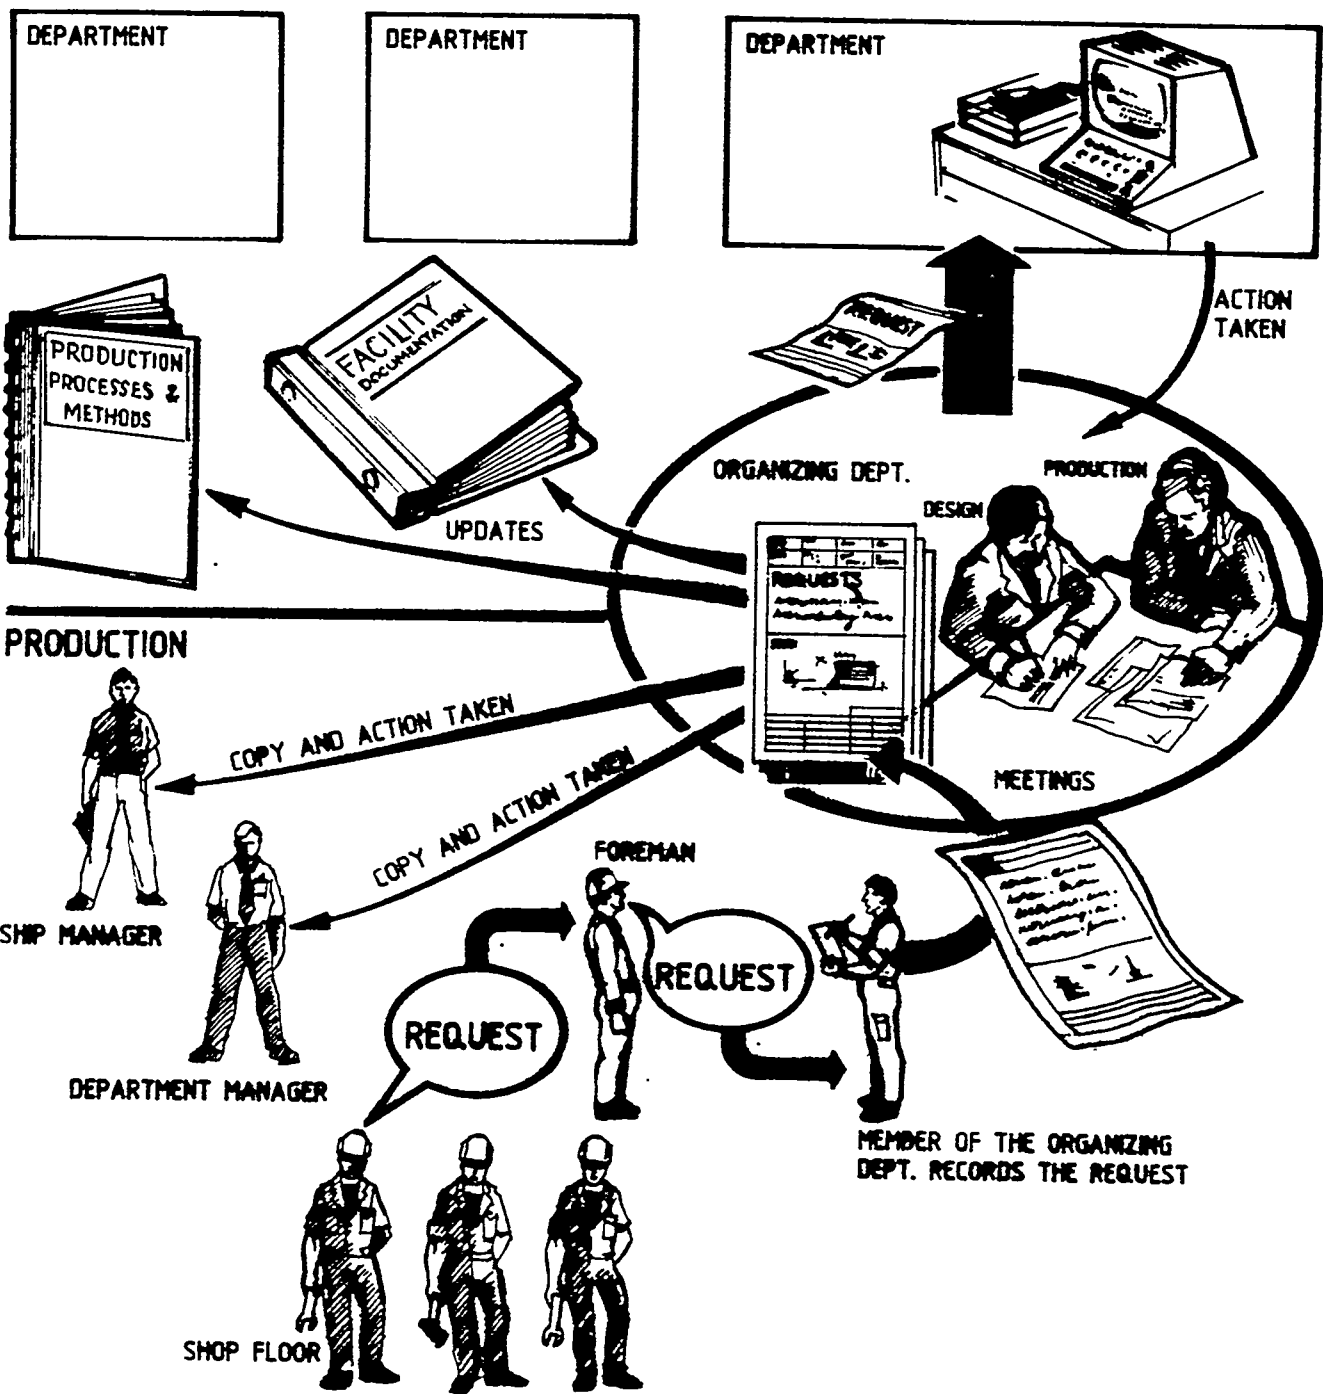 DEPARTMENT
DEPARTMENT
DEPARTMENT
ACTION
TAKEN
REQUEST
PRODUCTION
PROCESSES &
METHODS
FACILITY
DOCUMENTATION
UPDATES
ORGANIZING DEPT.
PRODUCTION
DESIGN
REQUESTS
MEETINGS
PRODUCTION
COPY AND ACTION TAKEN
COPY AND ACTION TAKEN
SHIP MANAGER
DEPARTMENT MANAGER
FOREMAN
REQUEST
REQUEST
MEMBER OF THE ORGANIZING
DEPT. RECORDS THE REQUEST
SHOP FLOOR